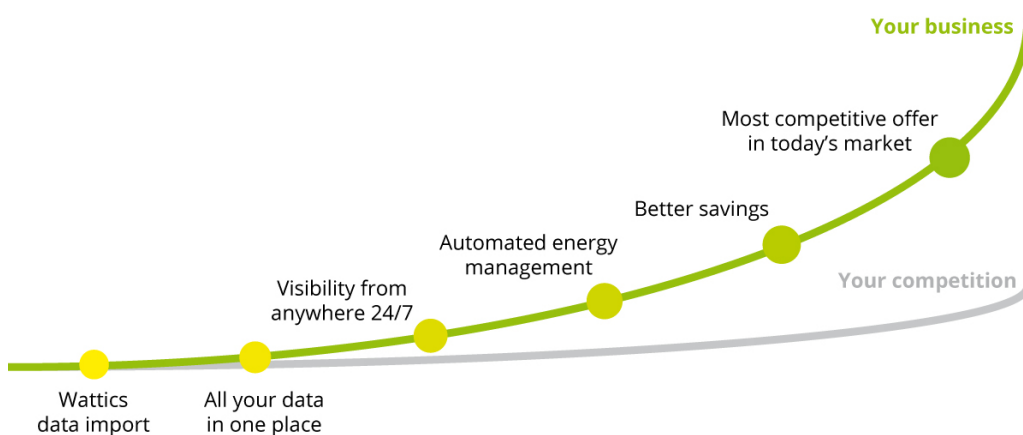 Your business
Most competitive offer
in today’s market
Better savings
Automated energy
management
Your competition
Visibility from
anywhere 24/7
Wattics
data import
All your data
in one place